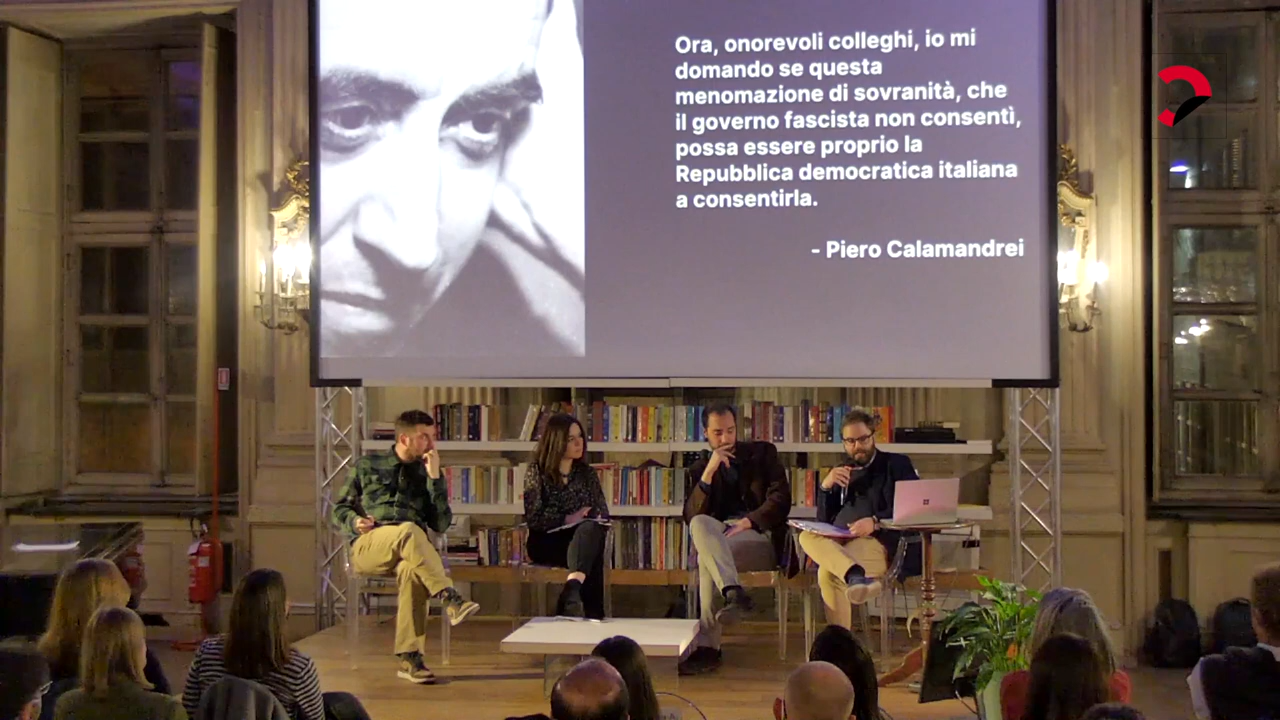 Ora, onorevoli colleghi, io mi
domando se questa
menomazione di sovranità, che
il governo fascista non consentì,
possa essere proprio la
Repubblica democratica italiana
a consentirla.
- Piero Calamandrei